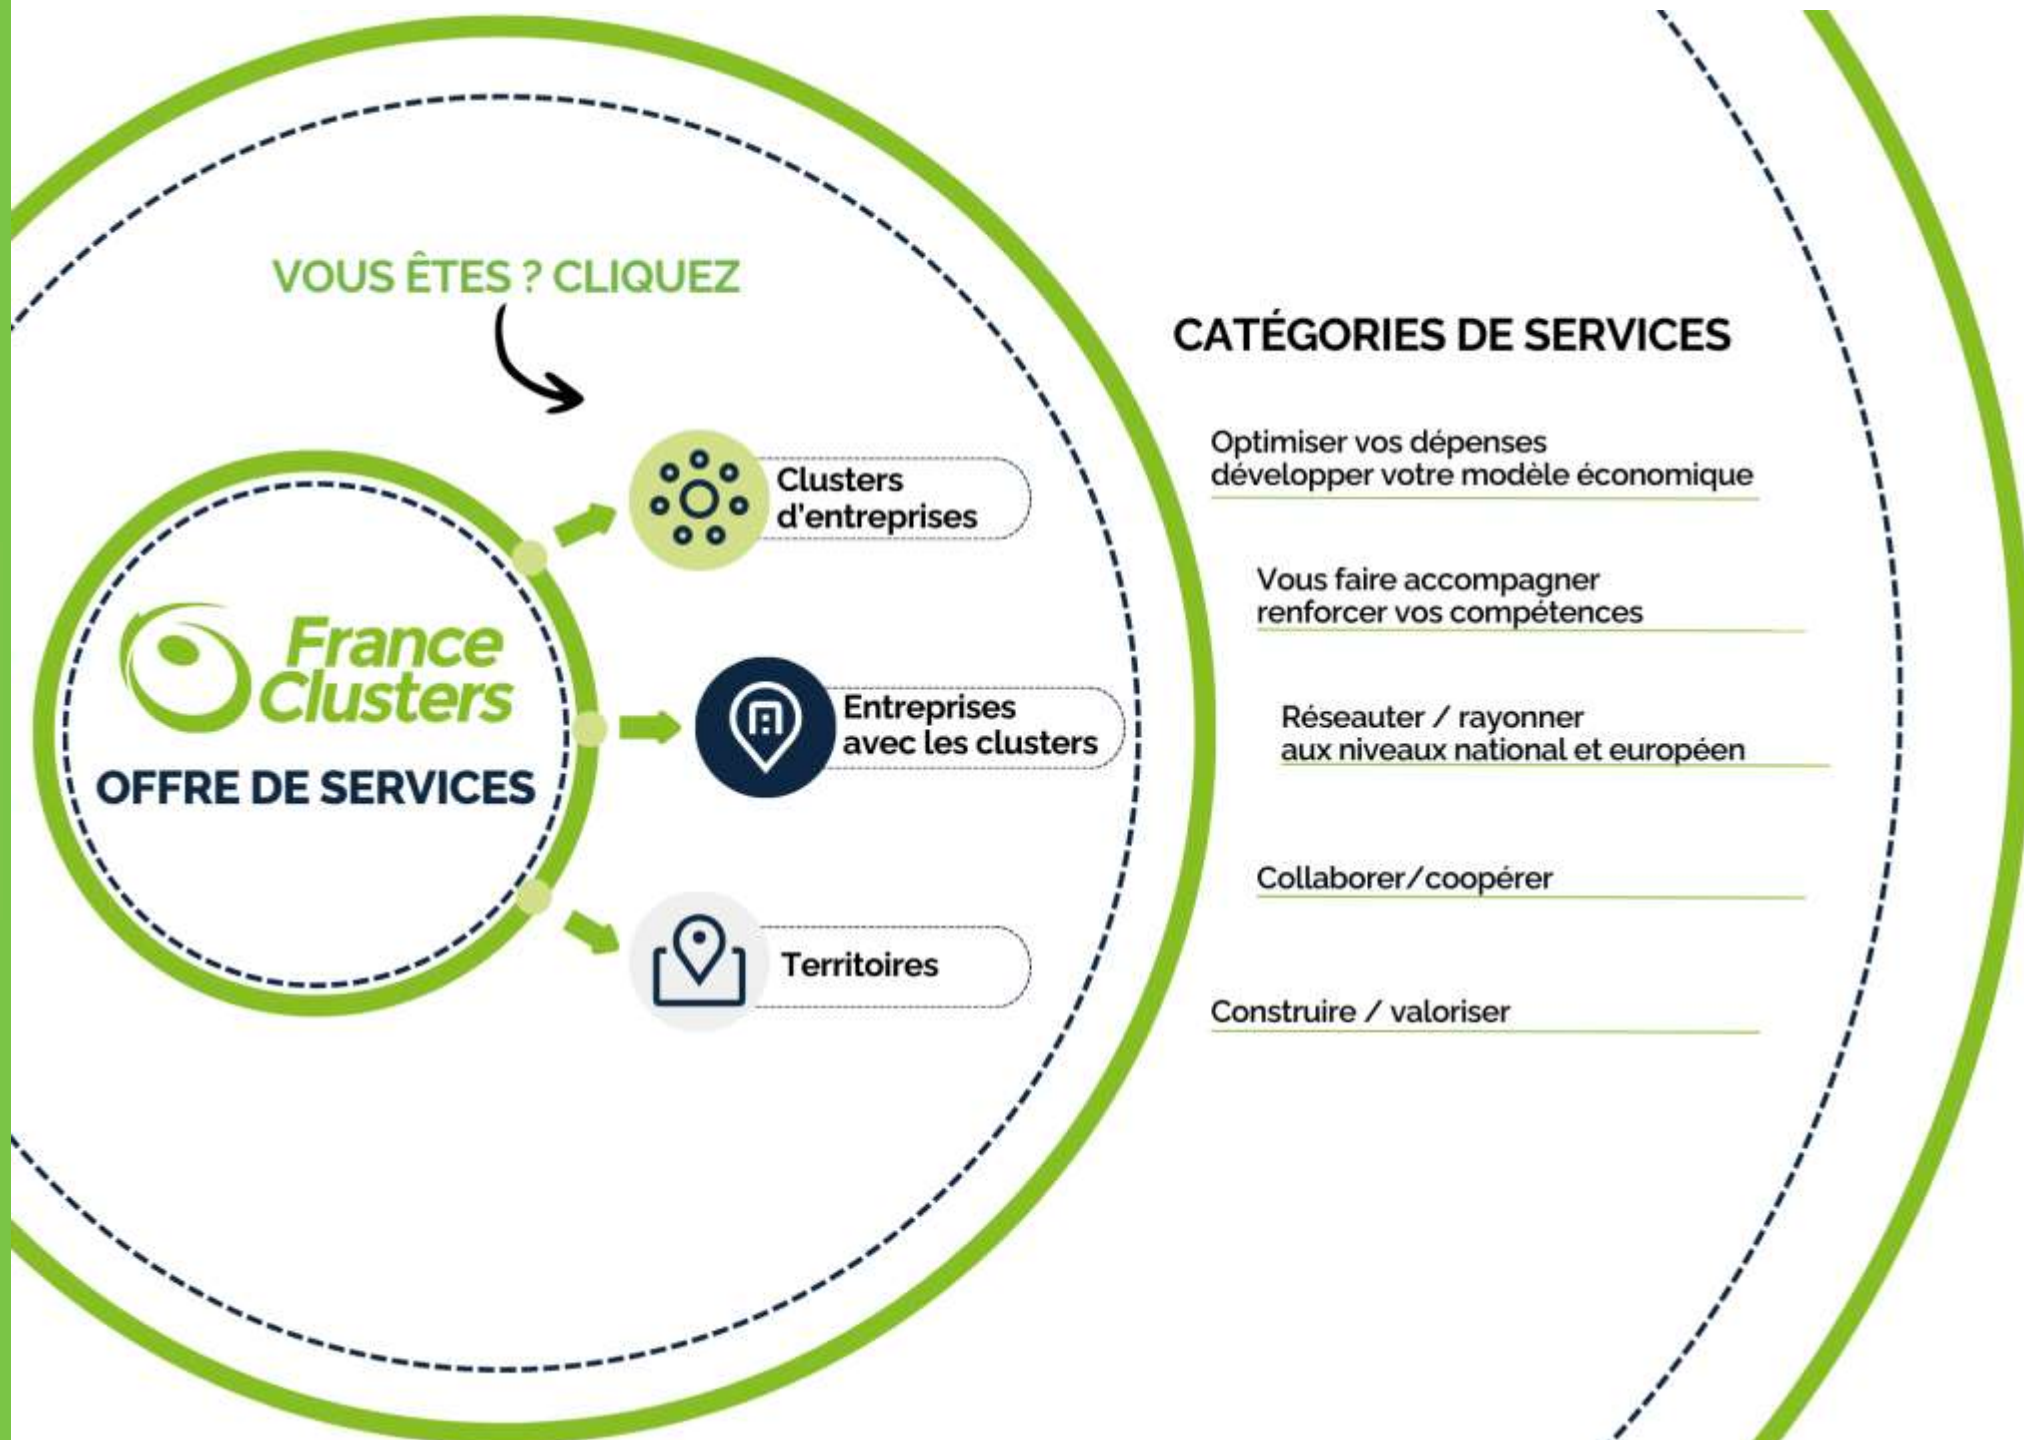 VOUS ÊTES ? CLIQUEZ
France
Clusters
OFFRE DE SERVICES
Clusters
d'entreprises
Entreprises
avec les clusters
Territoires
CATÉGORIES DE SERVICES
Optimiser vos dépenses
développer votre modèle économique
Vous faire accompagner
renforcer vos compétences
Réseauter / rayonner
aux niveaux national et européen
Collaborer/coopérer
Construire / valoriser